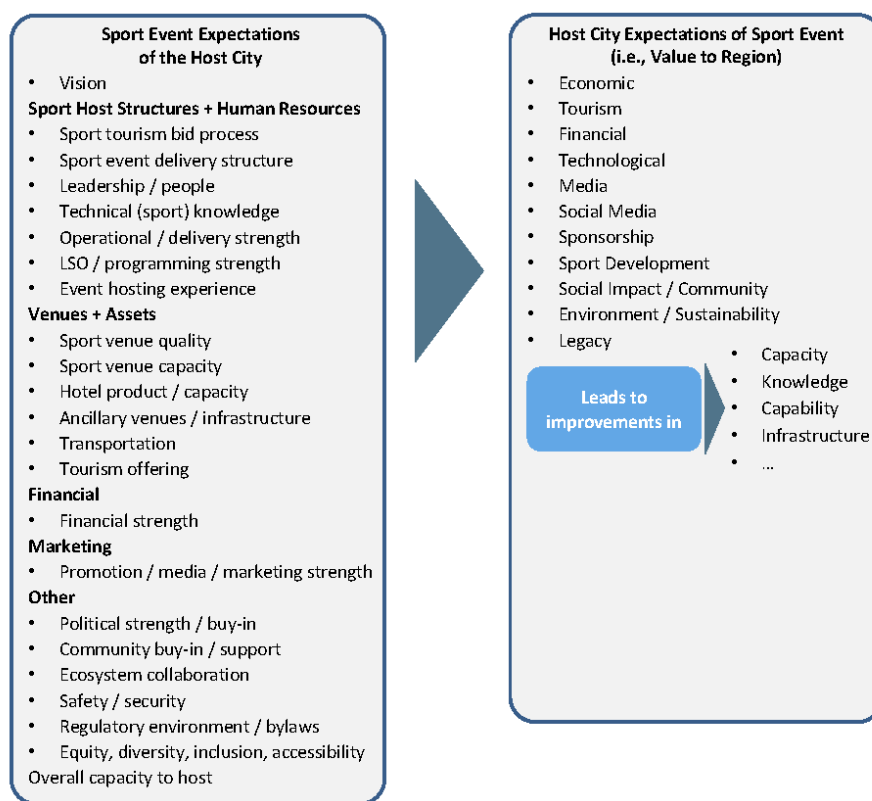 Sport Event Expectations
of the Host City
• Vision
Sport Host Structures + Human Resources
• Sport tourism bid process
• Sport event delivery structure
• Leadership / people
• Technical (sport) knowledge
• Operational / delivery strength
• LSO / programming strength
• Event hosting experience
Venues + Assets
• Sport venue quality
• Sport venue capacity
• Hotel product / capacity
• Ancillary venues / infrastructure
• Transportation
• Tourism offering
Financial
• Financial strength
Marketing
• Promotion / media / marketing strength
Other
• Political strength / buy-in
• Community buy-in / support
• Ecosystem collaboration
• Safety / security
• Regulatory environment / bylaws
• Equity, diversity, inclusion, accessibility
Overall capacity to host
Host City Expectations of Sport Event
(i.e., Value to Region)
• Economic
• Tourism
• Financial
• Technological
• Media
• Social Media
• Sponsorship
• Sport Development
• Social Impact / Community
• Environment / Sustainability
• Legacy
Leads to
improvements in
• Capacity
• Knowledge
• Capability
• Infrastructure
• ...